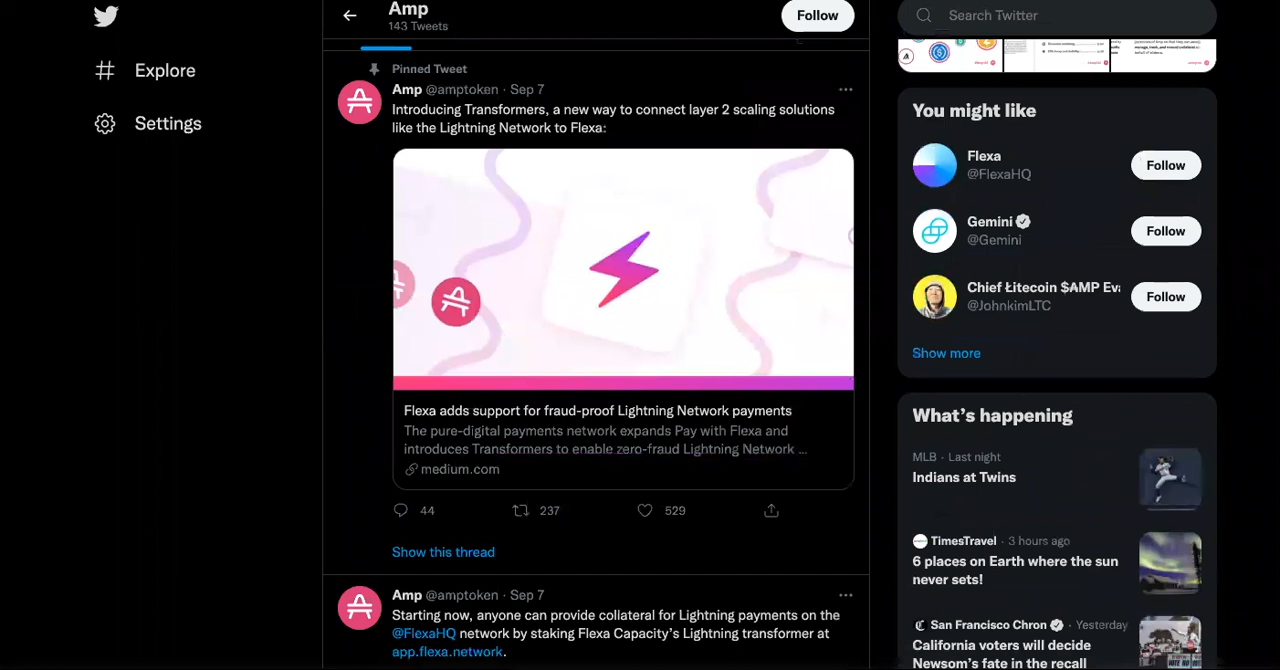 Amp
143 Tweets
Follow
Search Twitter
Explore
Settings
Pinned Tweet
Amp @amptoken · Sep 7
Introducing Transformers, a new way to connect layer 2 scaling solutions
like the Lightning Network to Flexa:
Flexa adds support for fraud-proof Lightning Network payments
The pure-digital payments network expands Pay with Flexa and
introduces Transformers to enable zero-fraud Lightning Network ...
medium.com
44
237
529
Show this thread
Amp @amptoken · Sep 7
Starting now, anyone can provide collateral for Lightning payments on the
@FlexaHQ network by staking Flexa Capacity's Lightning transformer at
app.flexa.network.
You might like
Flexa
@FlexaHQ
Follow
Gemini
@Gemini
Follow
Chief Łitecoin $AMP Ev
@JohnkimLTC
Follow
Show more
What's happening
MLB · Last night
Indians at Twins
TimesTravel · 3 hours ago
6 places on Earth where the sun
never sets!
San Francisco Chron · Yesterday
California voters will decide
Newsom's fate in the recall